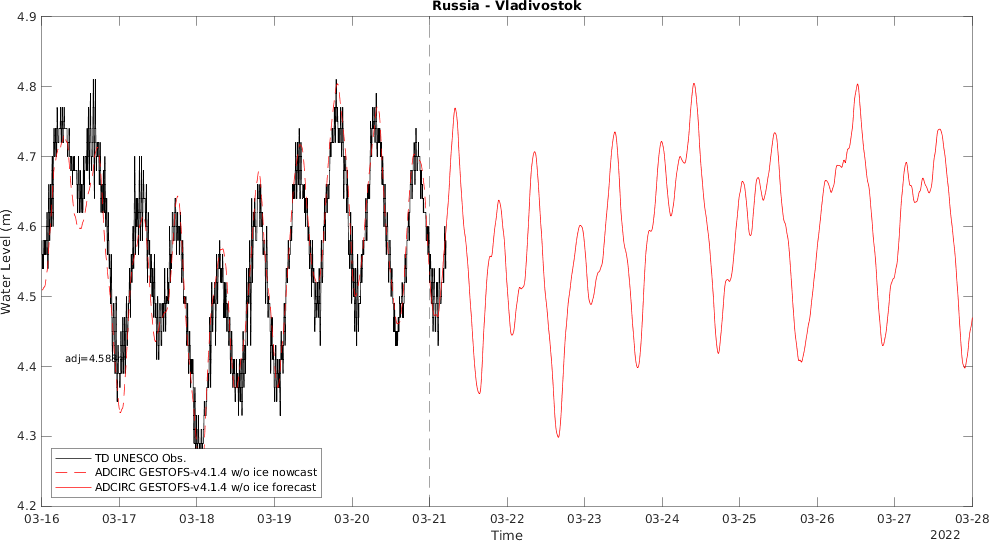 Russia - Vladivostok
4.9
4.8
4.7
4.6
4.5
4.4
4.3
4.2
Water Level (m)
adj=4.588
TD UNESCO Obs.
ADCIRC GESTOFS-v4.1.4 w/o ice nowcast
ADCIRC GESTOFS-v4.1.4 w/o ice forecast
03-16 03-17 03-18 03-19 03-20 03-21 03-22 03-23 03-24 03-25 03-26 03-27 03-28
Time
2022